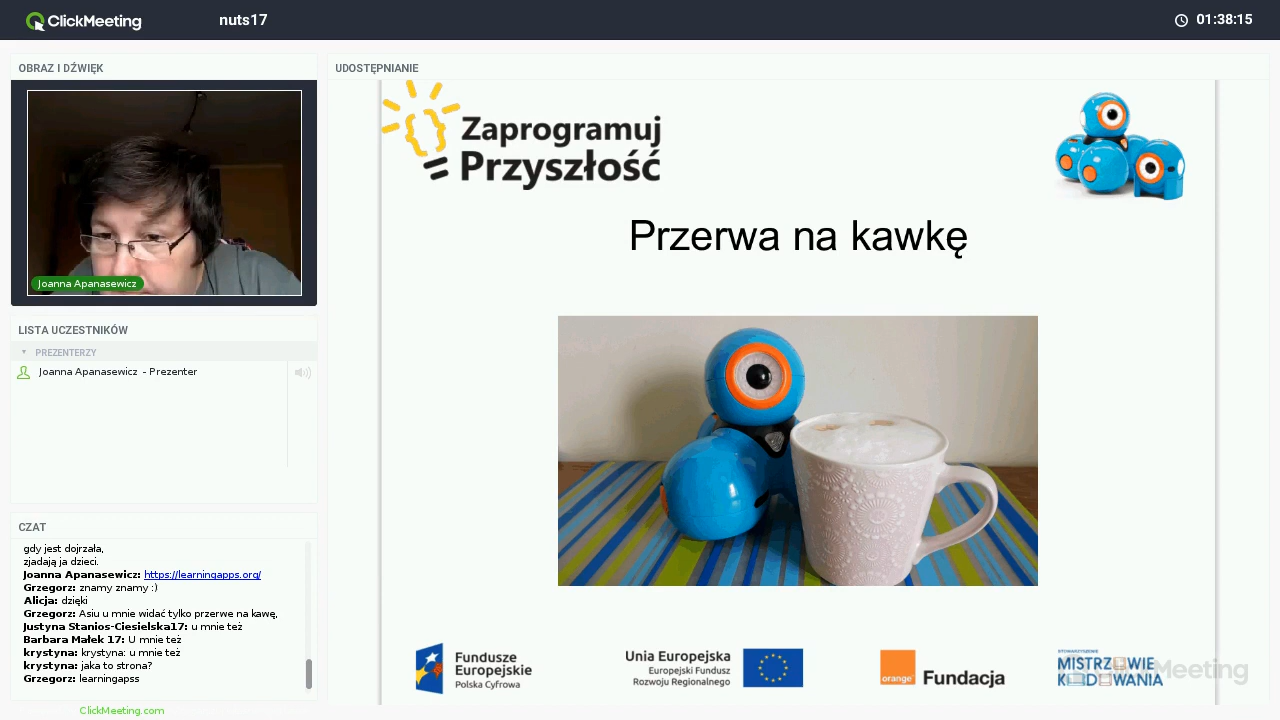 ClickMeeting
nuts17
01:38:15
OBRAZ I DŹWIĘK
Joanna Apanasewicz
LISTA UCZESTNIKÓW
PREZENTERZY
Joanna Apanasewicz - Prezenter
CZAT
gdy jest dojrzała,
zjadają ja dzieci.
Joanna Apanasewicz: https://learningapps.org/
Grzegorz: znamy znamy :)
Alicja: dzięki
Grzegorz: Asiu u mnie widać tylko przerwe na kawę,
Justyna Stanios-Ciesielska17: u mnie też
Barbara Małek 17: U mnie też
krystyna: krystyna: u mnie też
krystyna: jaka to strona?
Grzegorz: learningapss
ClickMeeting.com
UDOSTĘPNIANIE
Zaprogramuj
Przyszłość
Przerwa na kawkę
Fundusze
Europejskie
Polska Cyfrowa
Unia Europejska
Europejski Fundusz
Rozwoju Regionalnego
orange
Fundacja
STOWARZYSZENIE
MISTRZOWIE
KODOWANIA
ClickMeeting